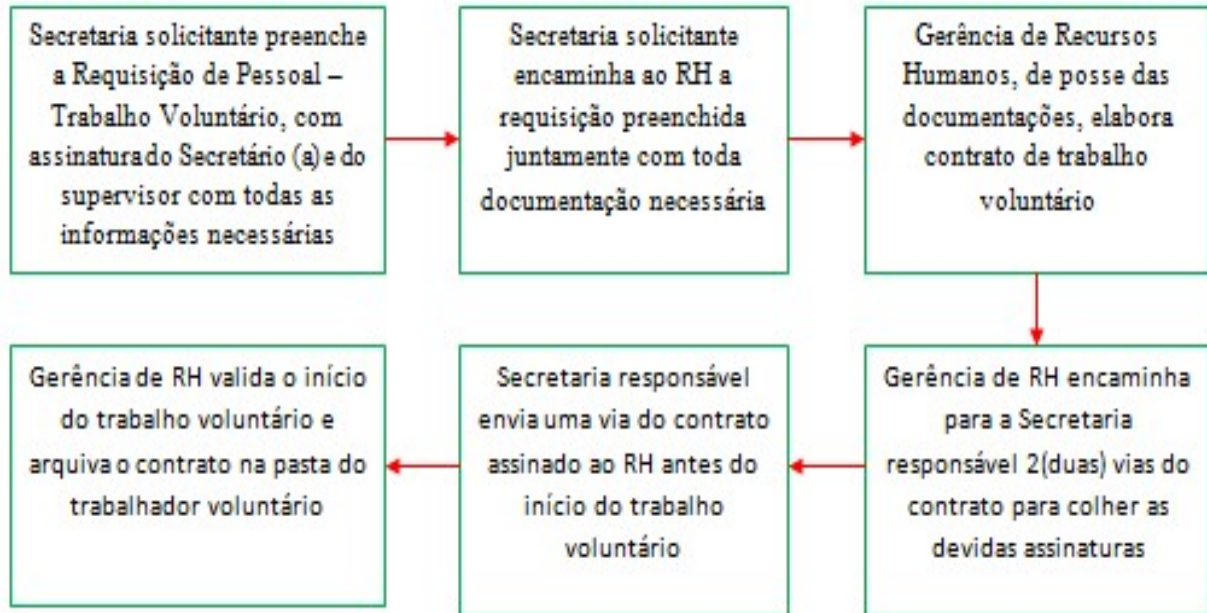 Secretaria solicitante preenche
a Requisição de Pessoal –
Trabalho Voluntário, com
assinatura do Secretário (a) e do
supervisor com todas as
informações necessárias
Secretaria solicitante
encaminha ao RH a
requisição preenchida
juntamente com toda
documentação necessária
Gerência de Recursos
Humanos, de posse das
documentações, elabora
contrato de trabalho
voluntário
Gerência de RH encaminha
para a Secretaria
responsável 2(duas) vias do
contrato para colher as
devidas assinaturas
Secretaria responsável
envia uma via do contrato
assinado ao RH antes do
início do trabalho
voluntário
Gerência de RH valida o início
do trabalho voluntário e
arquiva o contrato na pasta do
trabalhador voluntário